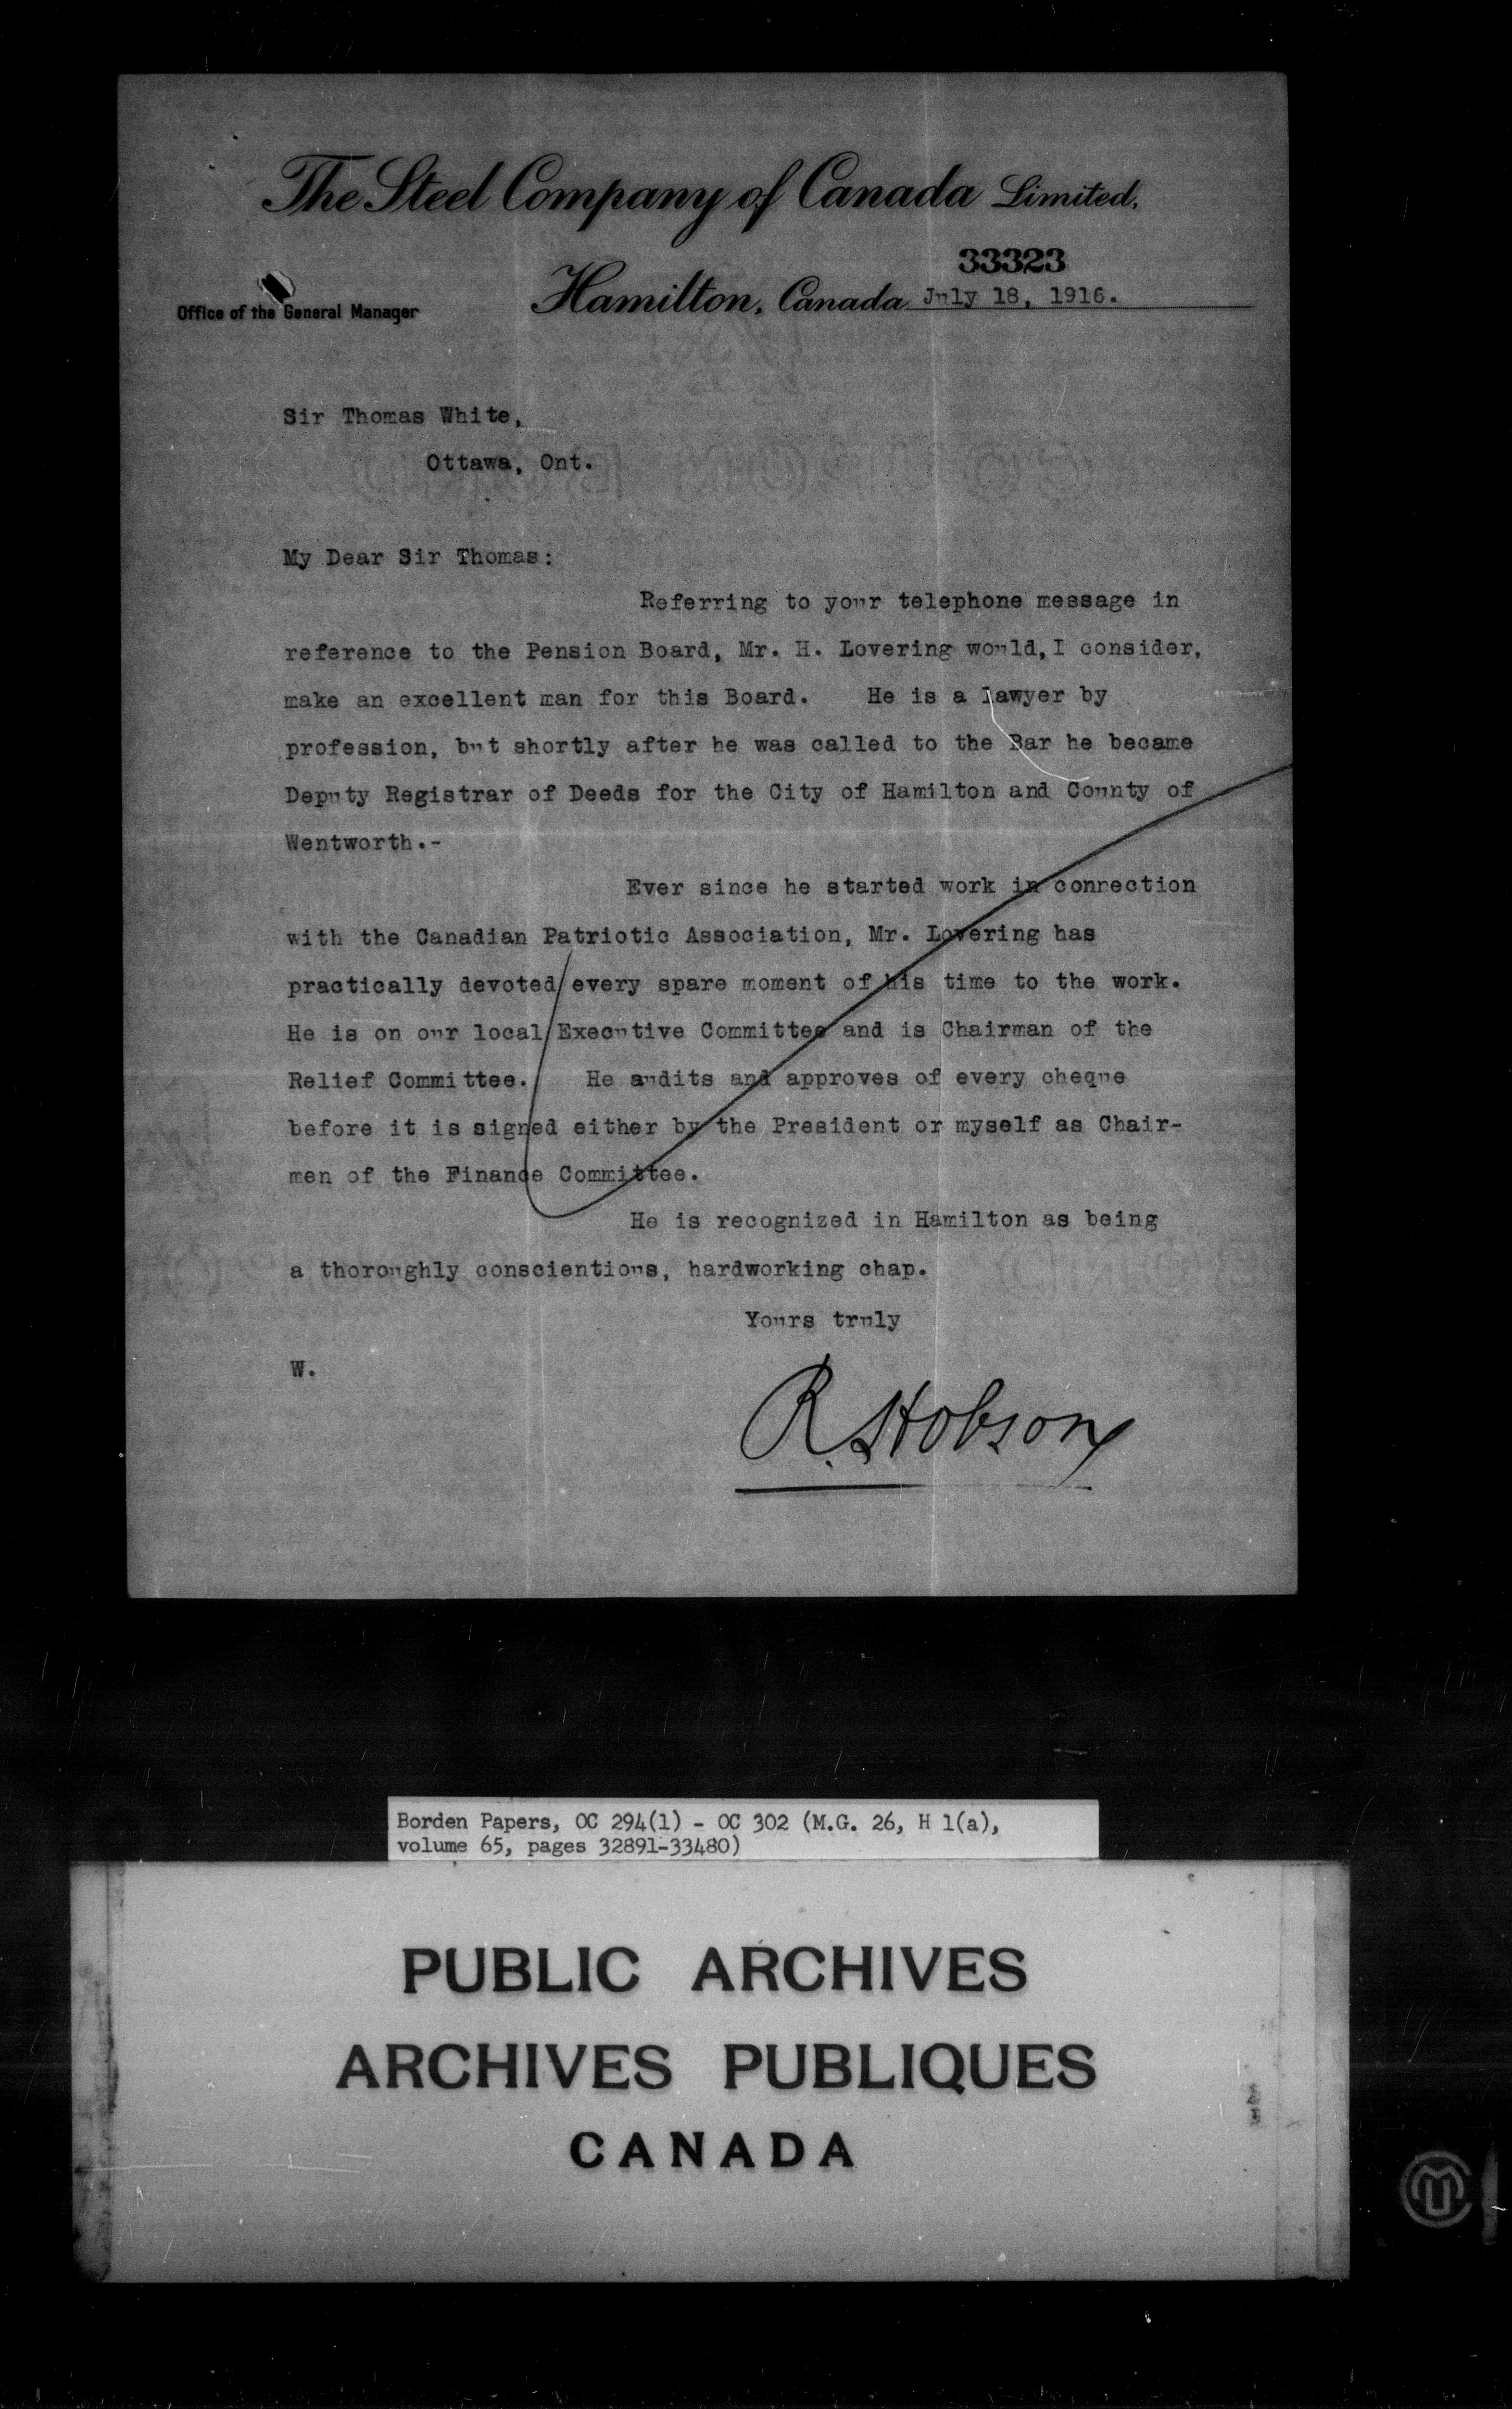 The Steel Company of Canada Limited,
33323
Office of the General Manager
Hamilton, Canada July 18, 1916.
Sir Thomas White,
Ottawa, Ont.
My Dear Sir Thomas:
Referring to your telephone message in
reference to the Pension Board, Mr. H. Lovering would, I consider,
make an excellent man for this Board. He is a lawyer by
profession, but shortly after he was called to the Bar he became
Deputy Registrar of Deeds for the City of Hamilton and County of
Wentworth.-
Ever since he started work in connection
with the Canadian Patriotic Association, Mr. Lovering has
practically devoted every spare moment of his time to the work.
He is on our local Executive Committee and is Chairman of the
Relief Committee. He audits and approves of every cheque
before it is signed either by the President or myself as Chair-
men of the Finance Committee.
He is recognized in Hamilton as being
a thoroughly conscientious, hardworking chap.
Yours truly
W.
R. Hobson
Borden Papers, OC 294(1) - OC 302 (M.G. 26, H 1(a),
volume 65, pages 32891-33480)
PUBLIC ARCHIVES
ARCHIVES PUBLIQUES
CANADA